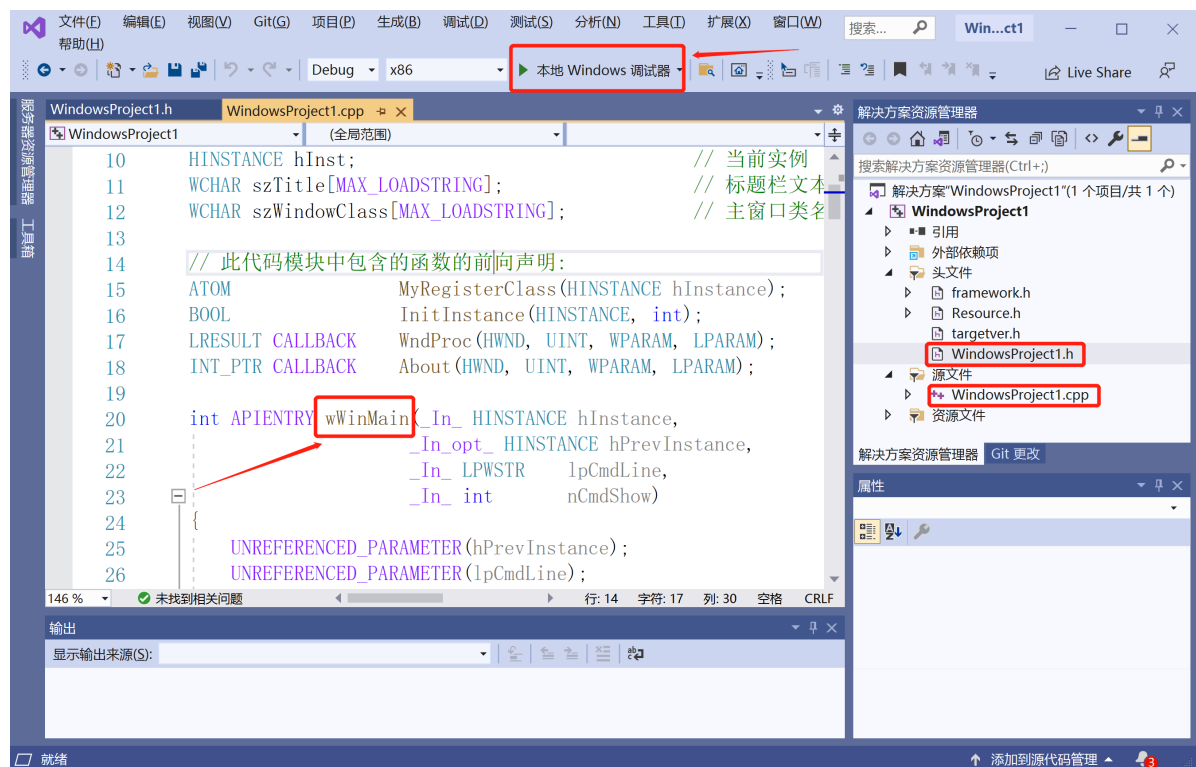 文件(F) 编辑(E) 视图(V) Git(G) 项目(P) 生成(B) 调试(D) 测试(S) 分析(N) 工具(T) 扩展(X) 窗口(W) 搜索... Win...ct1
帮助(H)
Debug x86 本地 Windows 调试器 Live Share
服务器资源管理器
工具箱
WindowsProject1.h WindowsProject1.cpp
WindowsProject1 (全局范围)
10 HINSTANCE hInst; // 当前实例
11 WCHAR szTitle[MAX_LOADSTRING]; // 标题栏文本
12 WCHAR szWindowClass[MAX_LOADSTRING]; // 主窗口类名
13
14 // 此代码模块中包含的函数的前向声明:
15 ATOM MyRegisterClass(HINSTANCE hInstance);
16 BOOL InitInstance(HINSTANCE, int);
17 LRESULT CALLBACK WndProc(HWND, UINT, WPARAM, LPARAM);
18 INT_PTR CALLBACK About(HWND, UINT, WPARAM, LPARAM);
19
20 int APIENTRY wWinMain(_In_ HINSTANCE hInstance,
21 _In_opt_ HINSTANCE hPrevInstance,
22 _In_ LPWSTR lpCmdLine,
23 _In_ int nCmdShow)
24 {
25 UNREFERENCED_PARAMETER(hPrevInstance);
26 UNREFERENCED_PARAMETER(lpCmdLine);
146 % 未找到相关问题 行: 14 字符: 17 列: 30 空格 CRLF
输出
显示输出来源(S):
解决方案资源管理器
搜索解决方案资源管理器(Ctrl+;)
解决方案"WindowsProject1"(1 个项目/共 1 个)
WindowsProject1
引用
外部依赖项
头文件
framework.h
Resource.h
targetver.h
WindowsProject1.h
源文件
WindowsProject1.cpp
资源文件
解决方案资源管理器 Git 更改
属性
就绪 添加到源代码管理 3